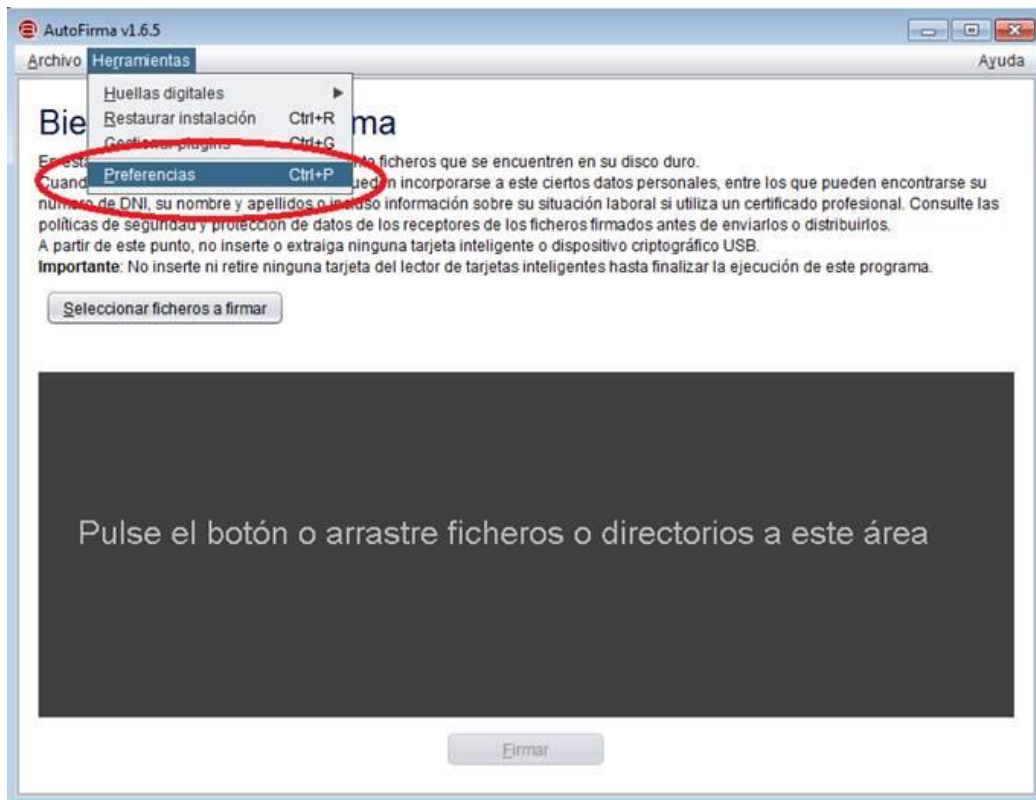 AutoFirma v1.6.5
Archivo Herramientas Ayuda
Huellas digitales
Restaurar instalación Ctrl+R
Gestionar plugins Ctrl+G
Preferencias Ctrl+P
Bie ma
En esta ficheros que se encuentren en su disco duro.
Cuand pueden incorporarse a este ciertos datos personales, entre los que pueden encontrarse su
número de DNI, su nombre y apellidos o incluso información sobre su situación laboral si utiliza un certificado profesional. Consulte las
políticas de seguridad y protección de datos de los receptores de los ficheros firmados antes de enviarlos o distribuirlos.
A partir de este punto, no inserte o extraiga ninguna tarjeta inteligente o dispositivo criptográfico USB.
Importante: No inserte ni retire ninguna tarjeta del lector de tarjetas inteligentes hasta finalizar la ejecución de este programa.
Seleccionar ficheros a firmar
Pulse el botón o arrastre ficheros o directorios a este área
Firmar